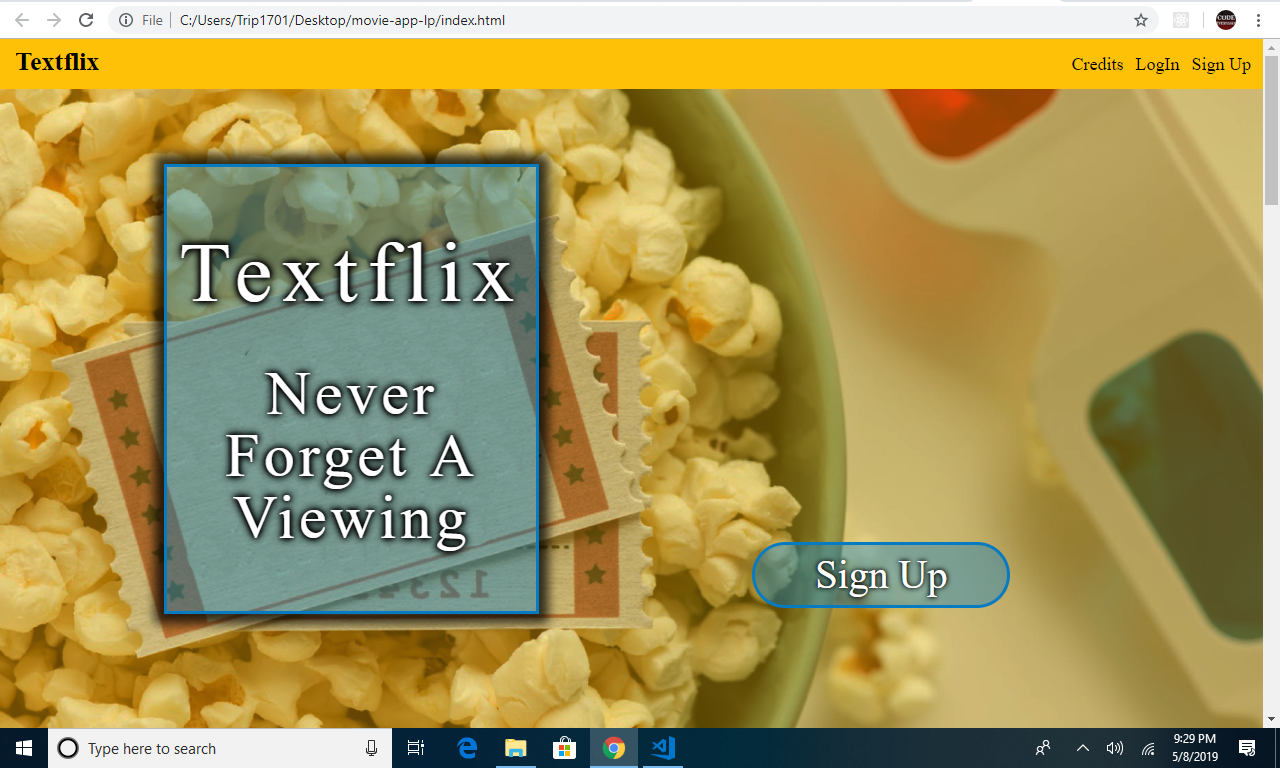 File C:/Users/Trip1701/Desktop/movie-app-lp/index.html
Textflix
Credits LogIn Sign Up
Textflix
Never
Forget A
Viewing
Sign Up
Type here to search
9:29 PM
5/8/2019